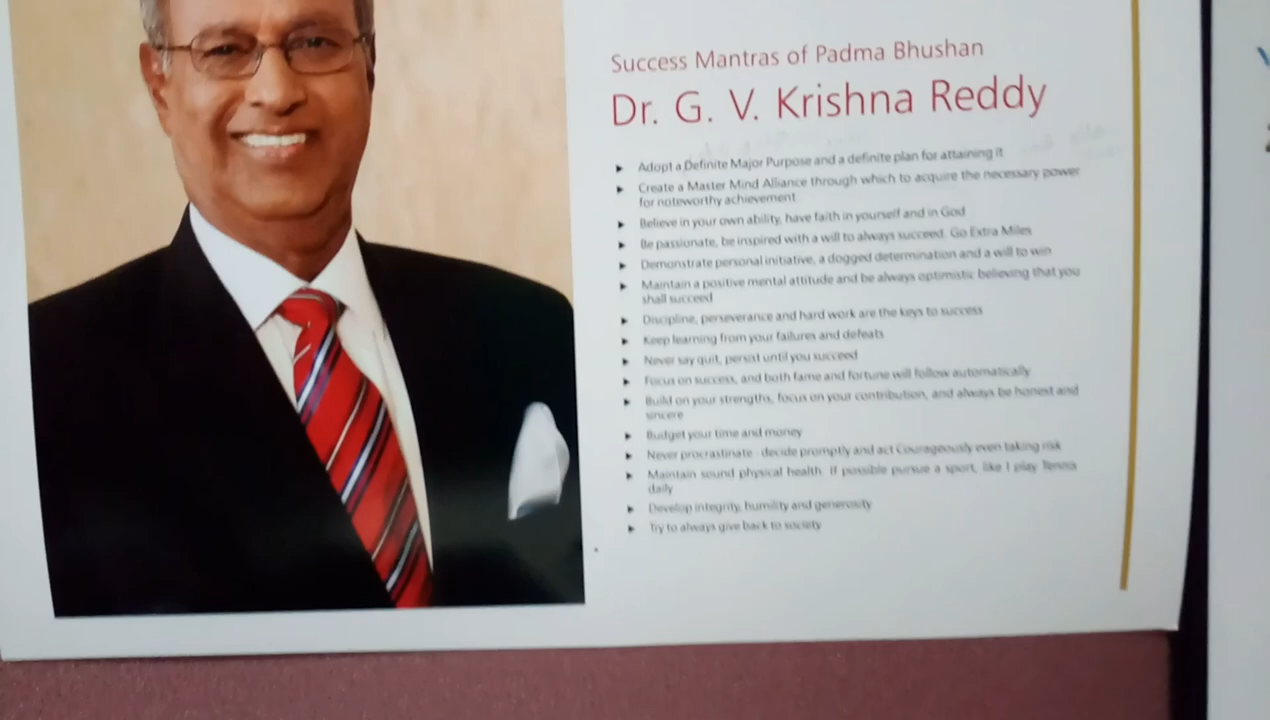 Success Mantras of Padma Bhushan
Dr. G. V. Krishna Reddy
Adopt a Definite Major Purpose and a definite plan for attaining it
Create a Master Mind Alliance through which to acquire the necessary power
for noteworthy achievement
Believe in your own ability, have faith in yourself and in God
Be passionate, be inspired with a will to always succeed. Go Extra Miles
Demonstrate personal initiative, a dogged determination and a will to win
Maintain a positive mental attitude and be always optimistic believing that you
shall succeed
Discipline, perseverance and hard work are the keys to success
Keep learning from your failures and defeats
Never say quit, persist until you succeed
Focus on success, and both fame and fortune will follow automatically
Build on your strengths, focus on your contribution, and always be honest and
sincere
Budget your time and money
Never procrastinate - decide promptly and act Courageously even taking risk
Maintain sound physical health. If possible pursue a sport, like I play Tennis
daily
Develop integrity, humility and generosity
Try to always give back to society